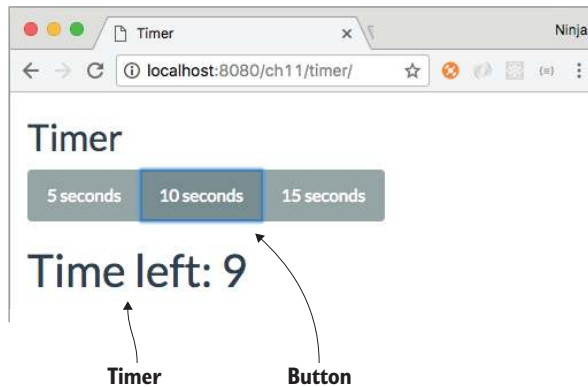 Timer
Ninja
localhost:8080/ch11/timer/
Timer
5 seconds 10 seconds 15 seconds
Time left: 9
Timer Button